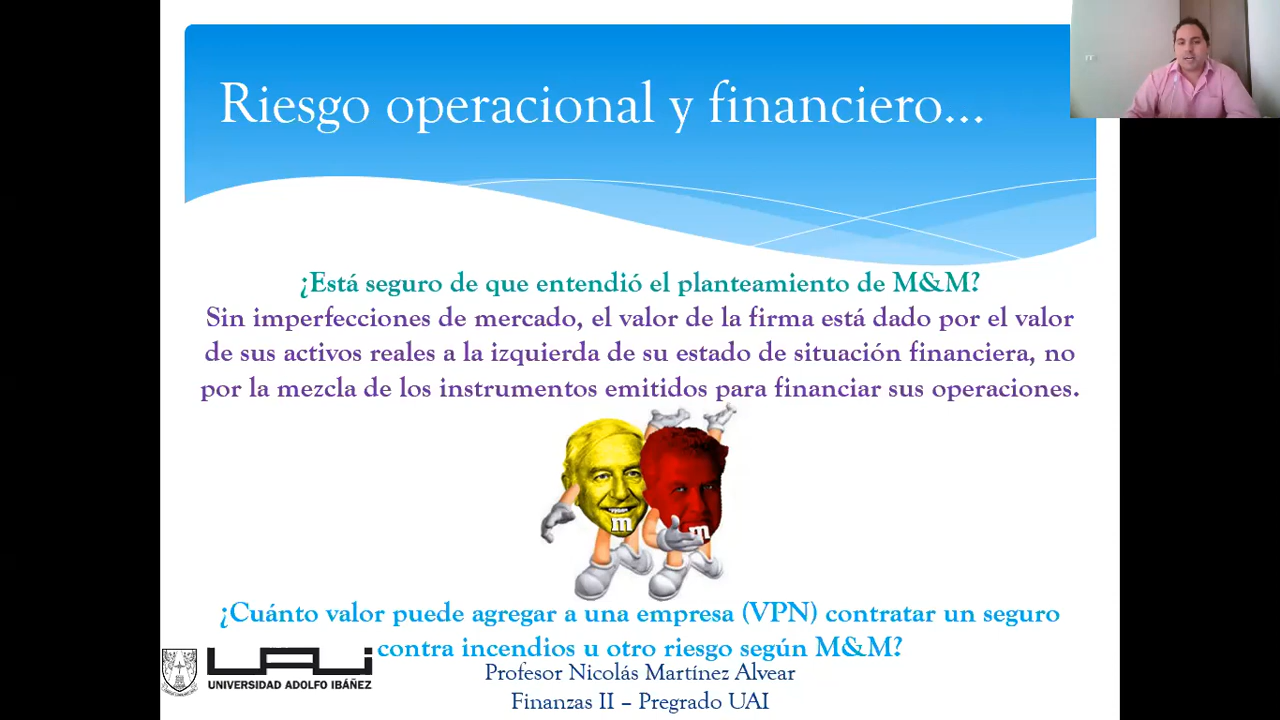 Riesgo operacional y financiero...
¿Está seguro de que entendió el planteamiento de M&M?
Sin imperfecciones de mercado, el valor de la firma está dado por el valor
de sus activos reales a la izquierda de su estado de situación financiera, no
por la mezcla de los instrumentos emitidos para financiar sus operaciones.
m
m
¿Cuánto valor puede agregar a una empresa (VPN) contratar un seguro
contra incendios u otro riesgo según M&M?
UAI
UNIVERSIDAD ADOLFO IBÁÑEZ
Profesor Nicolás Martínez Alvear
Finanzas II – Pregrado UAI